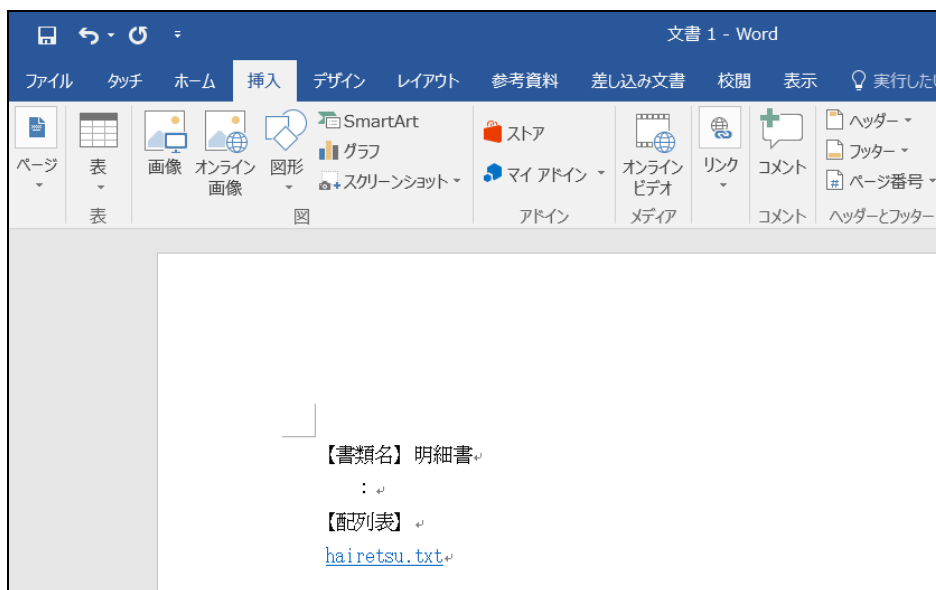 文書 1 - Word
ファイル タッチ ホーム 挿入 デザイン レイアウト 参考資料 差し込み文書 校閲 表示 実行したい
ページ
表
画像
オンライン
画像
図形
SmartArt
グラフ
スクリーンショット
ストア
マイ アドイン
オンライン
ビデオ
リンク
コメント
ヘッダー
フッター
ページ番号
表 図 アドイン メディア コメント ヘッダーとフッター
【書類名】明細書
:
【配列表】
hairetsu.txt